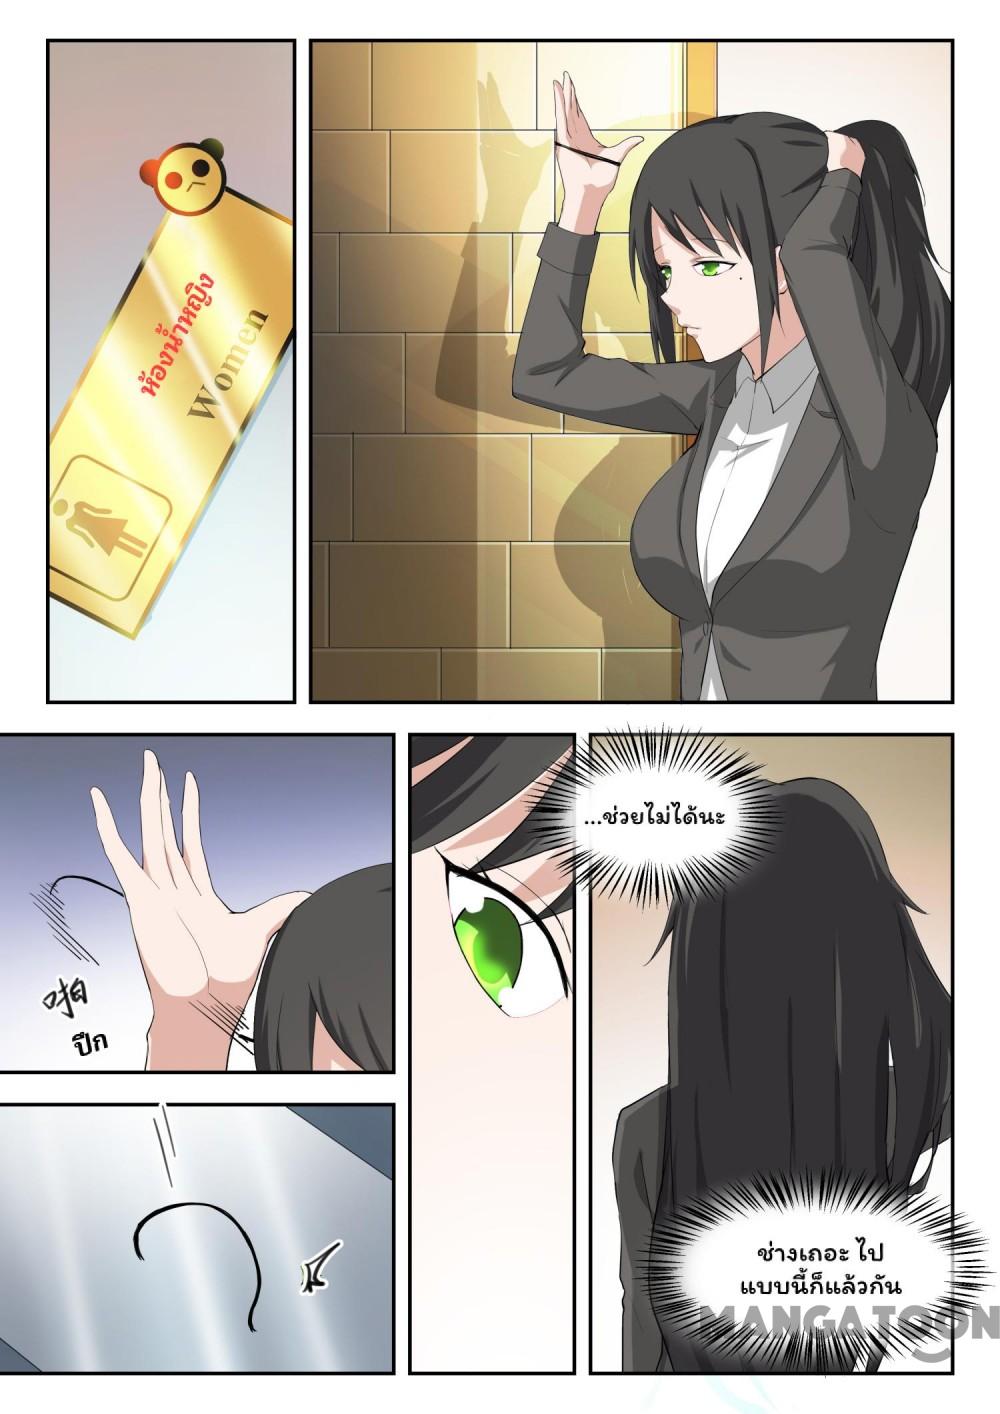 ห้องน้ำหญิง
Women
啪
ปึก
...ช่วยไม่ได้นะ
ช่างเถอะ ไป
แบบนี้ก็แล้วกัน
MANGATOON